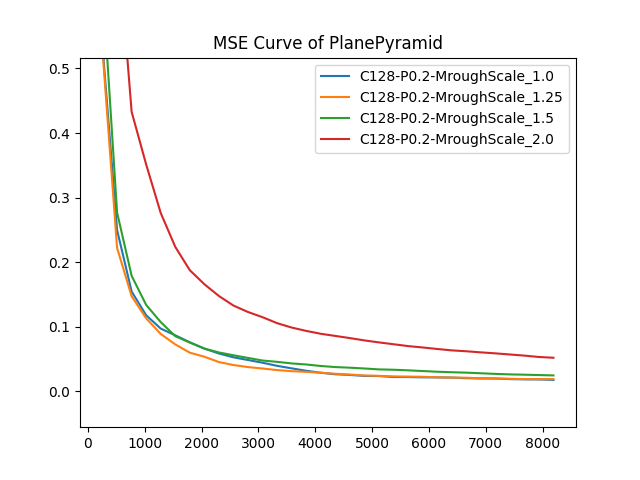 MSE Curve of PlanePyramid
C128-P0.2-MroughScale_1.0
C128-P0.2-MroughScale_1.25
C128-P0.2-MroughScale_1.5
C128-P0.2-MroughScale_2.0
0.5
0.4
0.3
0.2
0.1
0.0
0 1000 2000 3000 4000 5000 6000 7000 8000